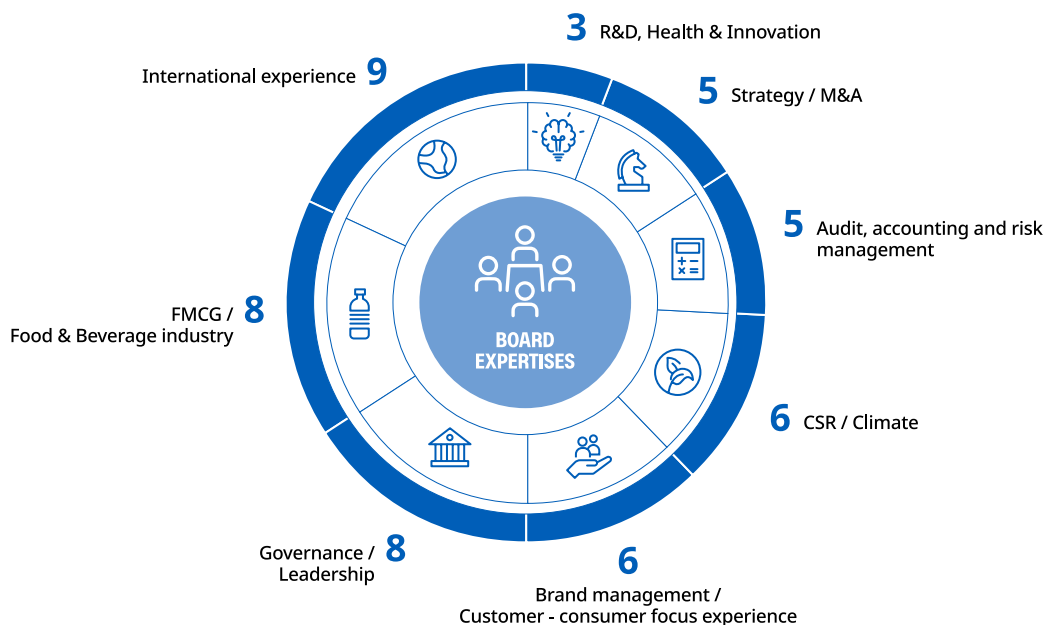 3 R&D, Health & Innovation
5 Strategy / M&A
5 Audit, accounting and risk
management
6 CSR / Climate
6
Brand management /
Customer - consumer focus experience
Governance / 8
Leadership
FMCG / 8
Food & Beverage industry
International experience 9
BOARD
EXPERTISES